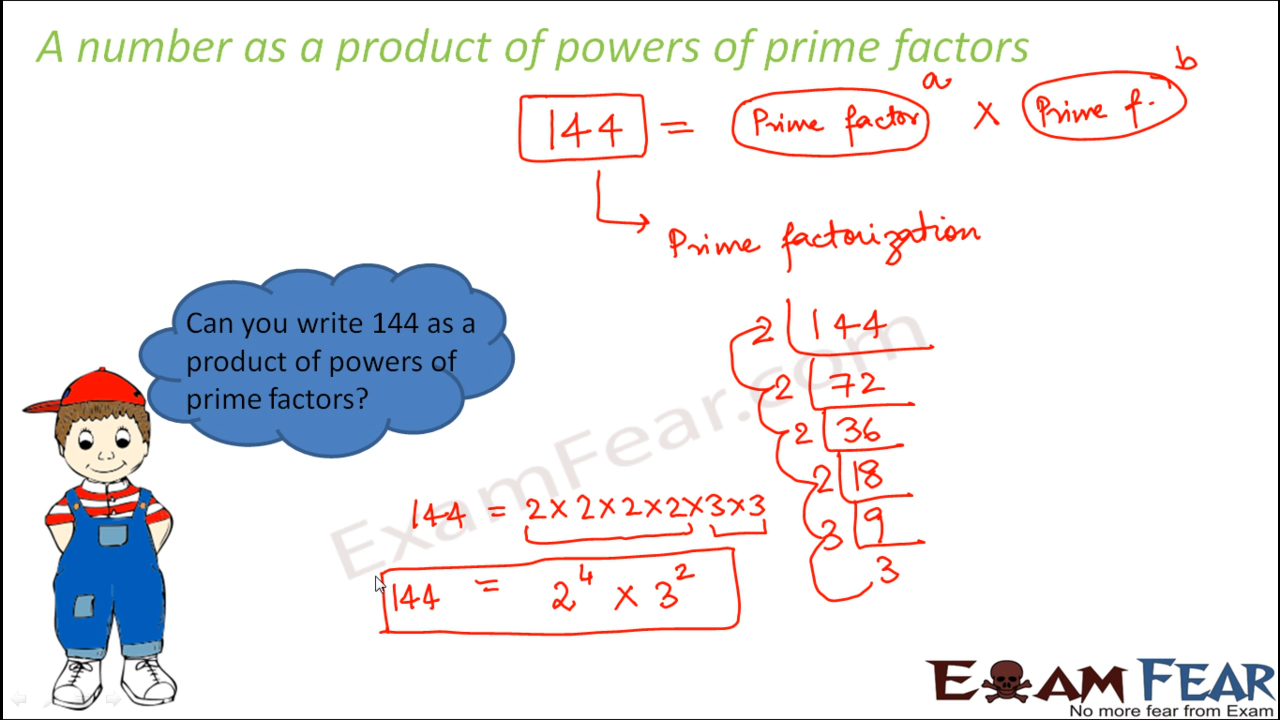 A number as a product of powers of prime factors
144 = Prime factor^a × Prime f.^b
Prime factorization
Can you write 144 as a
product of powers of
prime factors?
2 144
2 72
2 36
2 18
3 9
3
144 = 2×2×2×2×3×3
144 = 2^4 × 3^2
ExamFear.com
EXAM FEAR
No more fear from Exam